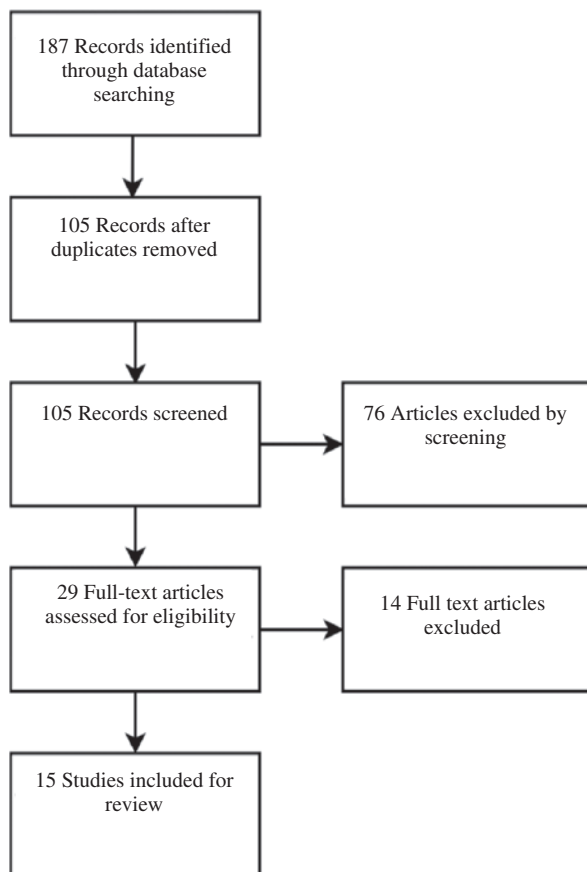 187 Records identified
through database
searching
105 Records after
duplicates removed
105 Records screened
76 Articles excluded by
screening
29 Full-text articles
assessed for eligibility
14 Full text articles
excluded
15 Studies included for
review